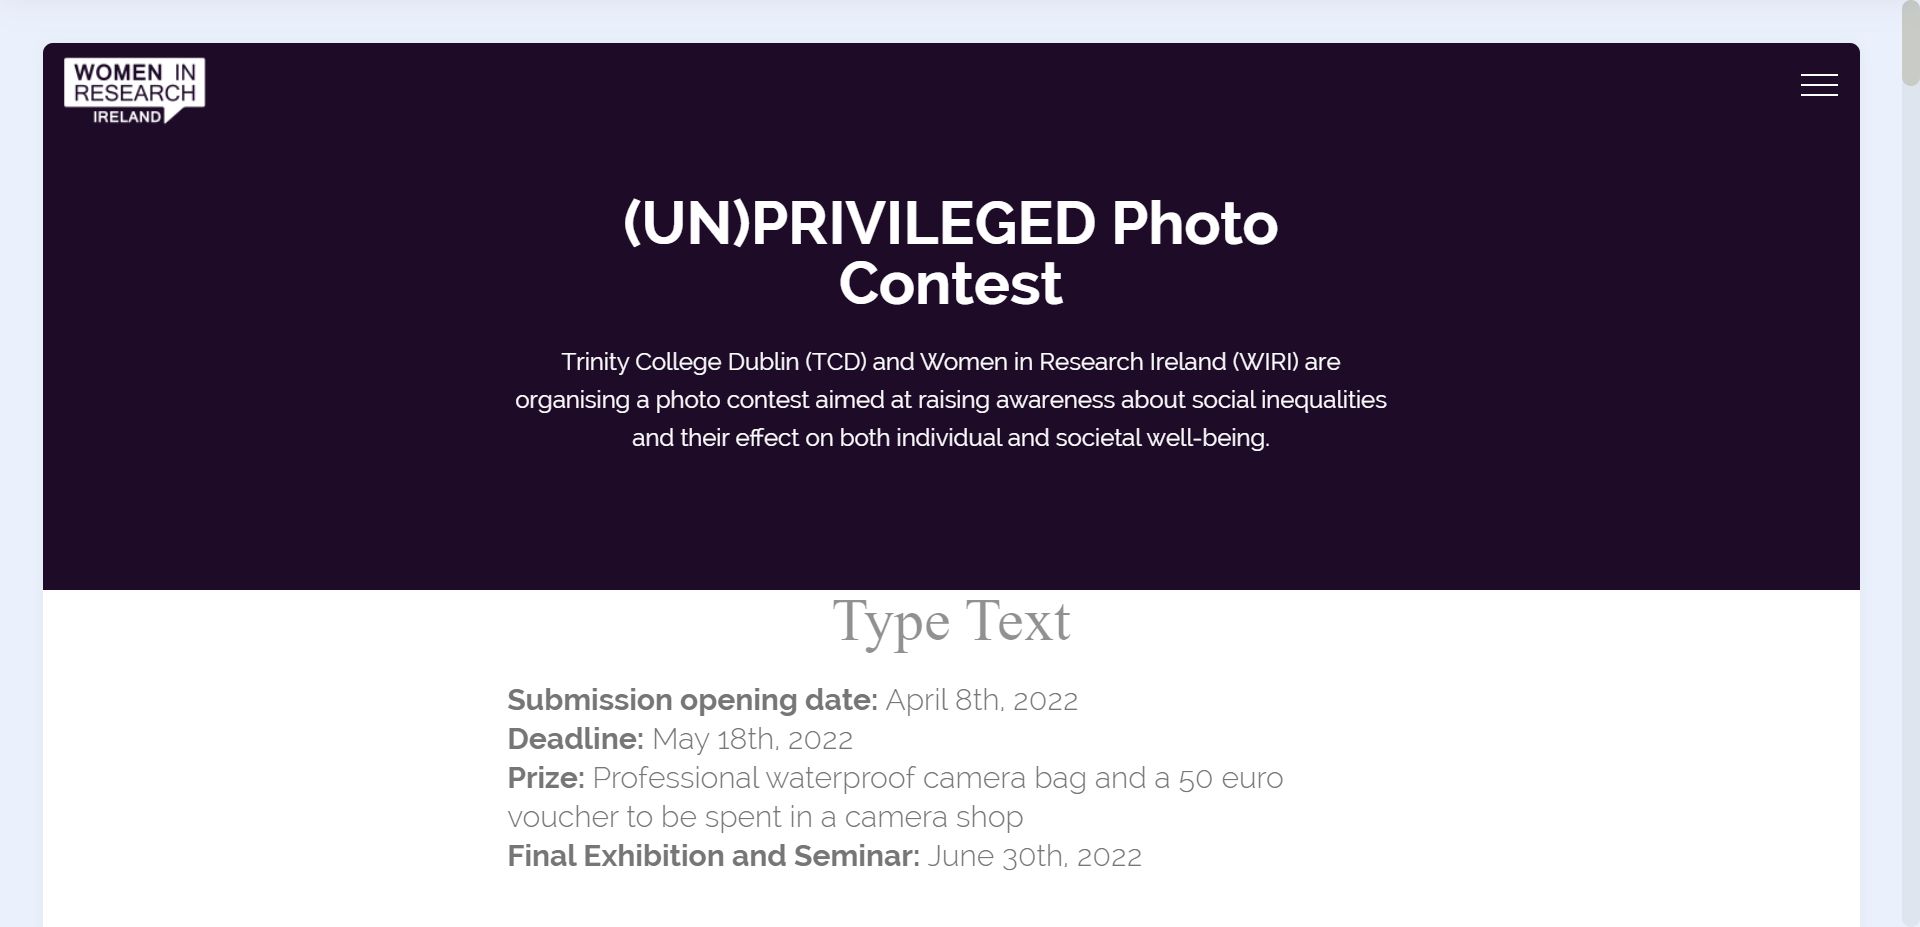 WOMEN IN
RESEARCH
IRELAND
(UN)PRIVILEGED Photo
Contest
Trinity College Dublin (TCD) and Women in Research Ireland (WIRI) are
organising a photo contest aimed at raising awareness about social inequalities
and their effect on both individual and societal well-being.
Type Text
Submission opening date: April 8th, 2022
Deadline: May 18th, 2022
Prize: Professional waterproof camera bag and a 50 euro
voucher to be spent in a camera shop
Final Exhibition and Seminar: June 30th, 2022